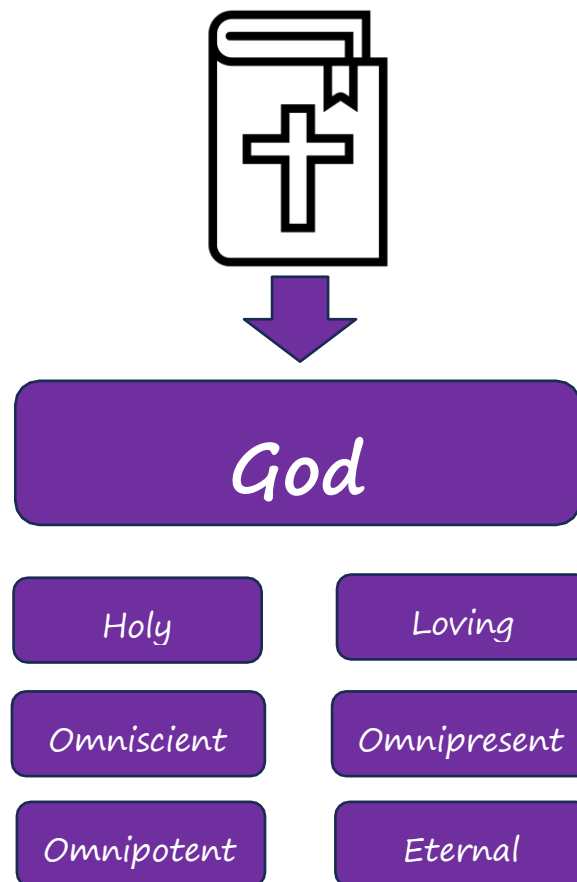 God
Holy
Loving
Omniscient
Omnipresent
Omnipotent
Eternal